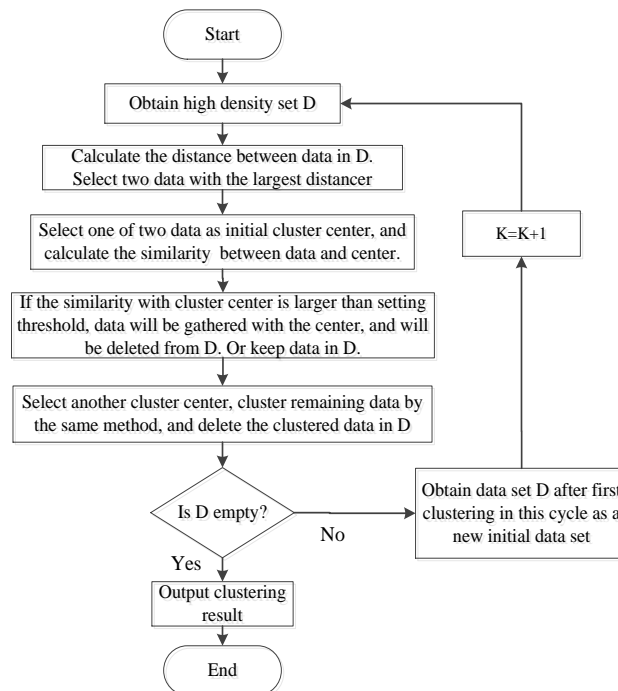 Start
Obtain high density set D
Calculate the distance between data in D.
Select two data with the largest distancer
Select one of two data as initial cluster center, and
calculate the similarity between data and center.
K=K+1
If the similarity with cluster center is larger than setting
threshold, data will be gathered with the center, and will
be deleted from D. Or keep data in D.
Select another cluster center, cluster remaining data by
the same method, and delete the clustered data in D
Is D empty?
No
Obtain data set D after first
clustering in this cycle as a
new initial data set
Yes
Output clustering
result
End